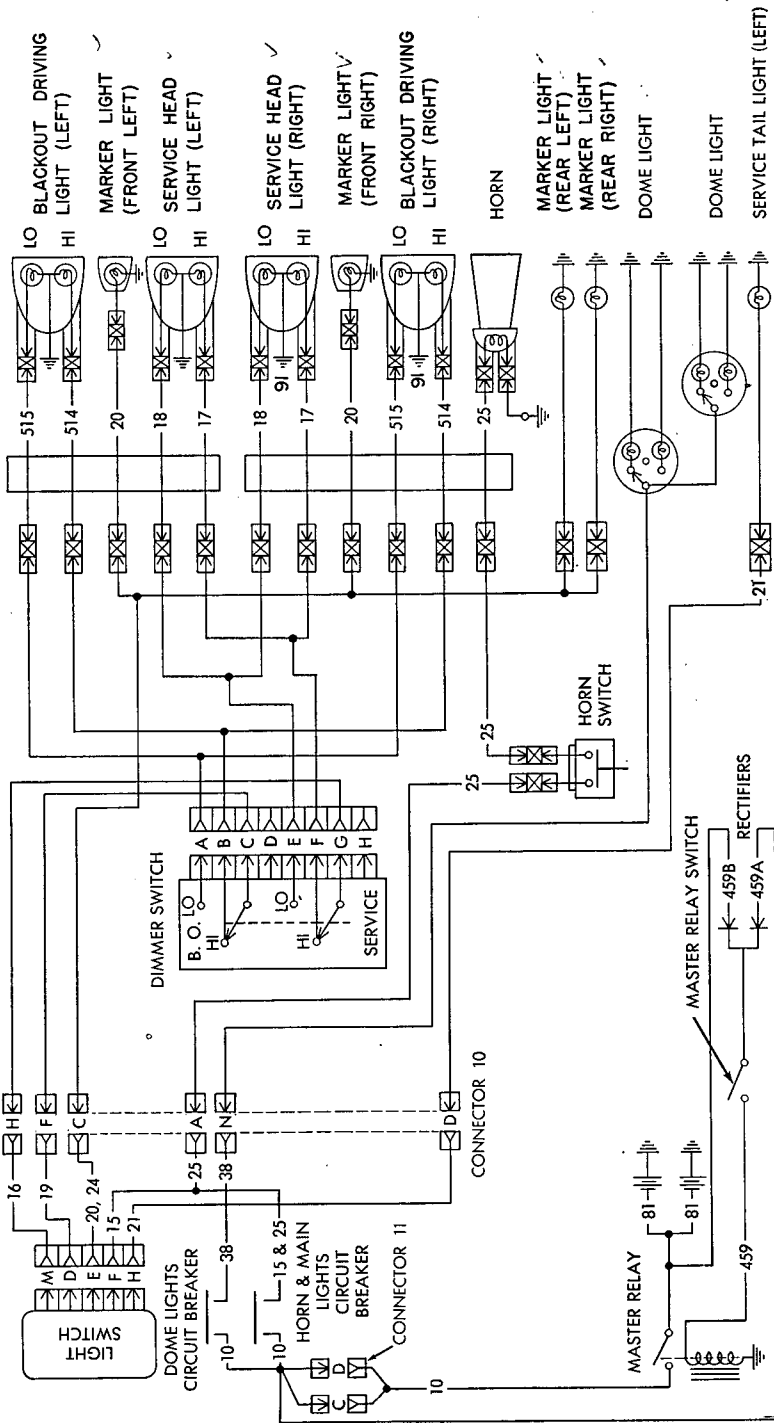 BLACKOUT DRIVING
LIGHT (LEFT)
MARKER LIGHT
(FRONT LEFT)
SERVICE HEAD
LIGHT (LEFT)
SERVICE HEAD
LIGHT (RIGHT)
MARKER LIGHT
(FRONT RIGHT)
BLACKOUT DRIVING
LIGHT (RIGHT)
HORN
MARKER LIGHT
(REAR LEFT)
MARKER LIGHT
(REAR RIGHT)
DOME LIGHT
DOME LIGHT
SERVICE TAIL LIGHT (LEFT)
LO
HI
LO
HI
LO
HI
LO
HI
515
514
20
18
17
18
91
17
20
515
91
514
25
21
DIMMER SWITCH
B. O.
LO
HI
LO
HI
SERVICE
A
B
C
D
E
F
G
H
25
25
HORN
SWITCH
H
F
C
A
N
D
CONNECTOR 10
16
19
20, 24
15
21
25
38
M
D
E
F
H
LIGHT
SWITCH
DOME LIGHTS
CIRCUIT BREAKER
38
15 & 25
HORN & MAIN
LIGHTS
CIRCUIT
BREAKER
10
10
CONNECTOR 11
C
D
10
MASTER RELAY
81
81
459
MASTER RELAY SWITCH
459B
459A
RECTIFIERS